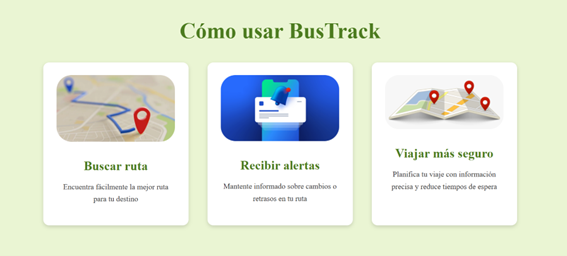 Cómo usar BusTrack
Buscar ruta
Encuentra fácilmente la mejor ruta
para tu destino
Recibir alertas
Mantente informado sobre cambios o
retrasos en tu ruta
Viajar más seguro
Planifica tu viaje con información
precisa y reduce tiempos de espera